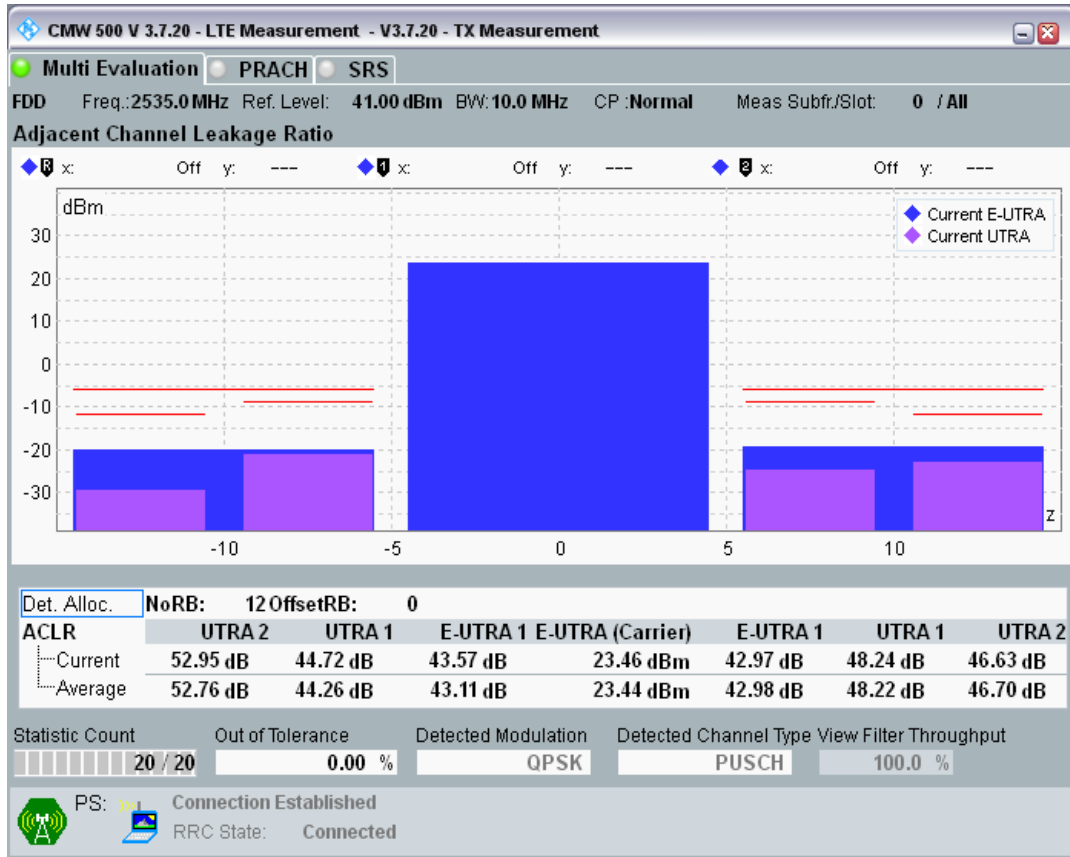 CMW 500 V 3.7.20 - LTE Measurement - V3.7.20 - TX Measurement
Multi Evaluation PRACH SRS
FDD Freq.:2535.0 MHz Ref. Level: 41.00 dBm BW:10.0 MHz CP :Normal Meas Subfr./Slot: 0 / All
Adjacent Channel Leakage Ratio
R x: Off y: --- 1 x: Off y: --- 2 x: Off y: ---
dBm
Current E-UTRA
Current UTRA
30
20
10
0
-10
-20
-30
z
-10 -5 0 5 10
Det. Alloc. NoRB: 12 OffsetRB: 0
ACLR UTRA 2 UTRA 1 E-UTRA 1 E-UTRA (Carrier) E-UTRA 1 UTRA 1 UTRA 2
Current 52.95 dB 44.72 dB 43.57 dB 23.46 dBm 42.97 dB 48.24 dB 46.63 dB
Average 52.76 dB 44.26 dB 43.11 dB 23.44 dBm 42.98 dB 48.22 dB 46.70 dB
Statistic Count Out of Tolerance Detected Modulation Detected Channel Type View Filter Throughput
20 / 20 0.00 % QPSK PUSCH 100.0 %
PS: Connection Established
RRC State: Connected